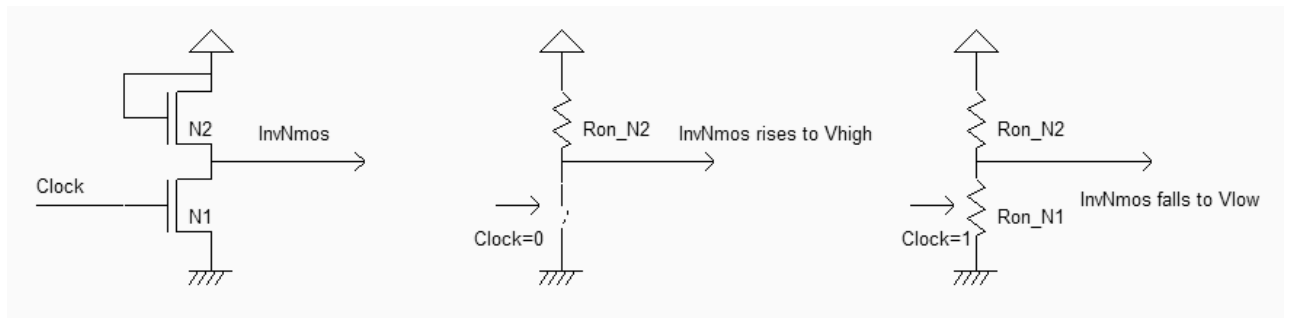 N2
InvNmos
Clock
N1
Ron_N2
InvNmos rises to Vhigh
Clock=0
Ron_N2
InvNmos falls to Vlow
Ron_N1
Clock=1